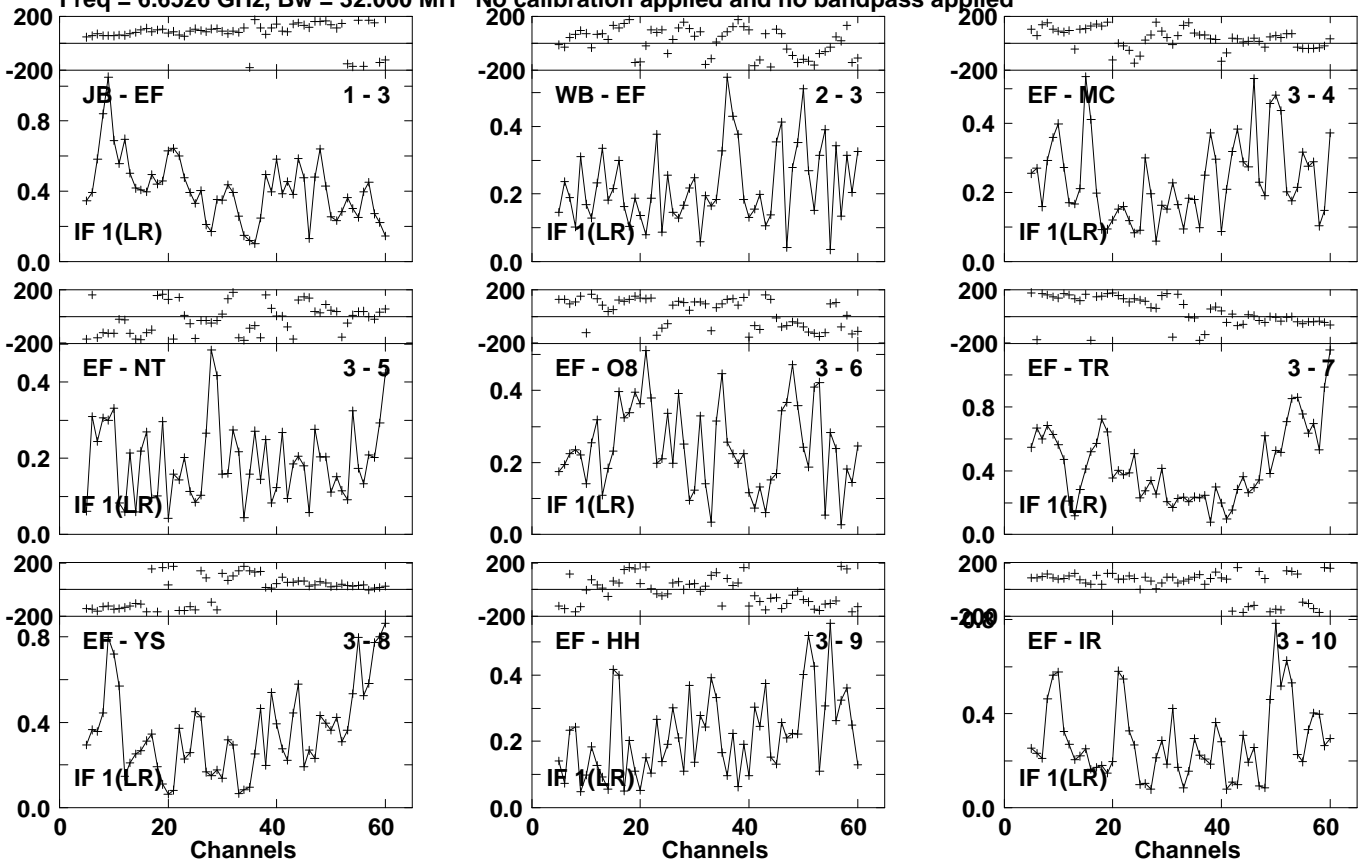 Freq = 6.6526 GHz, Bw = 32.000 MH No calibration applied and no bandpass applied
200
-200
JB - EF 1 - 3
0.8
0.4
IF 1(LR)
0.0
200
-200
WB - EF 2 - 3
0.4
0.2
IF 1(LR)
0.0
200
-200
EF - MC 3 - 4
0.4
0.2
IF 1(LR)
0.0
200
-200
EF - NT 3 - 5
0.4
0.2
IF 1(LR)
0.0
200
-200
EF - O8 3 - 6
0.4
0.2
IF 1(LR)
0.0
200
-200
EF - TR 3 - 7
0.8
0.4
IF 1(LR)
0.0
200
-200
EF - YS 3 - 8
0.8
0.4
IF 1(LR)
0.0
0 20 40 60
Channels
200
-200
EF - HH 3 - 9
0.4
0.2
IF 1(LR)
0.0
0 20 40 60
Channels
200
-200
0.8
EF - IR 3 - 10
0.4
IF 1(LR)
0.0
0 20 40 60
Channels